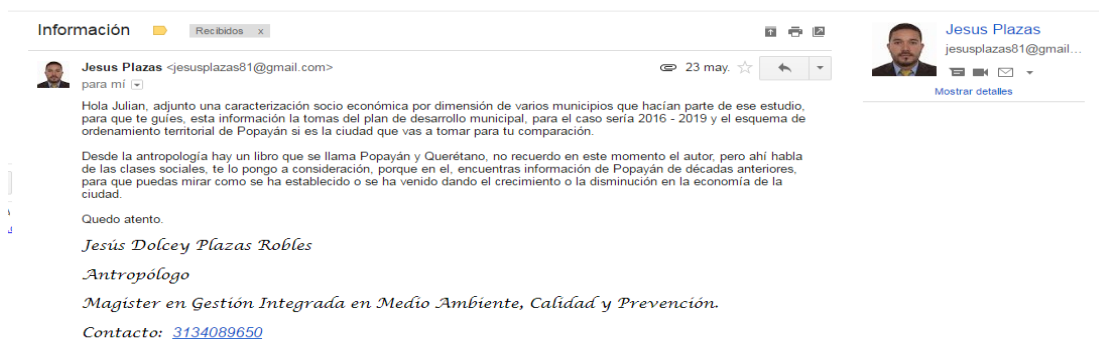 Información
Recibidos x
Jesus Plazas <jesusplazas81@gmail.com>
23 may.
para mí
Hola Julian, adjunto una caracterización socio económica por dimensión de varios municipios que hacían parte de ese estudio,
para que te guíes, esta información la tomas del plan de desarrollo municipal, para el caso sería 2016 - 2019 y el esquema de
ordenamiento territorial de Popayán si es la ciudad que vas a tomar para tu comparación.
Desde la antropología hay un libro que se llama Popayán y Querétano, no recuerdo en este momento el autor, pero ahí habla
de las clases sociales, te lo pongo a consideración, porque en el, encuentras información de Popayán de décadas anteriores,
para que puedas mirar como se ha establecido o se ha venido dando el crecimiento o la disminución en la economía de la
ciudad.
Quedo atento.
Jesús Dolcey Plazas Robles
Antropólogo
Magister en Gestión Integrada en Medio Ambiente, Calidad y Prevención.
Contacto: 3134089650
Jesus Plazas
jesusplazas81@gmail...
Mostrar detalles